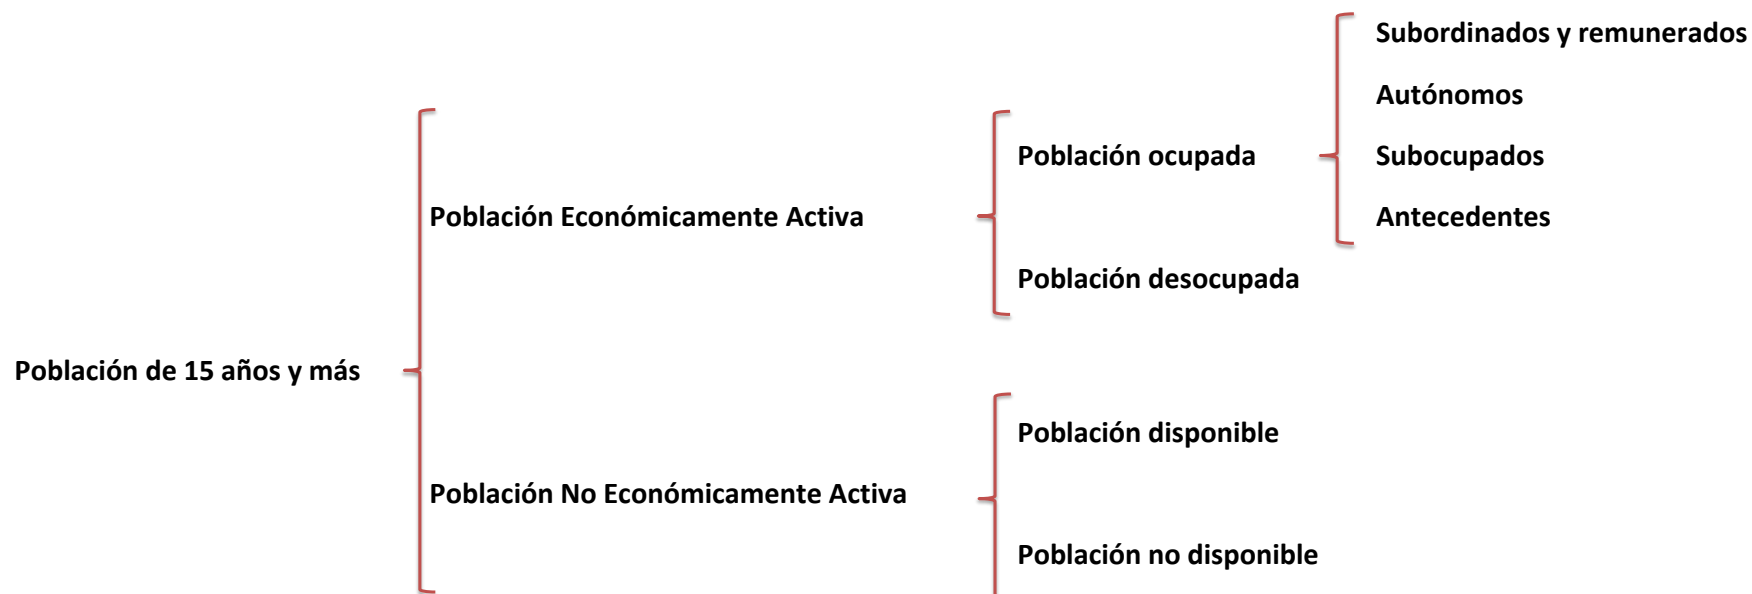 Subordinados y remunerados
Autónomos
Población ocupada
Subocupados
Población Económicamente Activa
Antecedentes
Población desocupada
Población de 15 años y más
Población disponible
Población No Económicamente Activa
Población no disponible